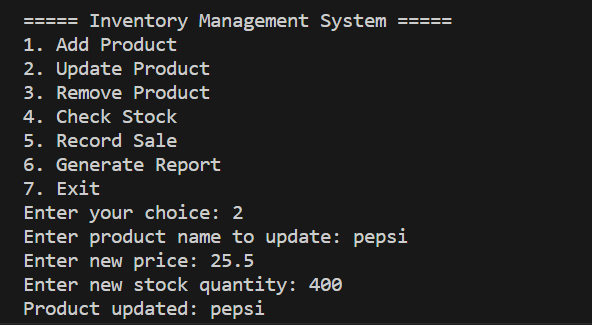 ===== Inventory Management System =====
1. Add Product
2. Update Product
3. Remove Product
4. Check Stock
5. Record Sale
6. Generate Report
7. Exit
Enter your choice: 2
Enter product name to update: pepsi
Enter new price: 25.5
Enter new stock quantity: 400
Product updated: pepsi